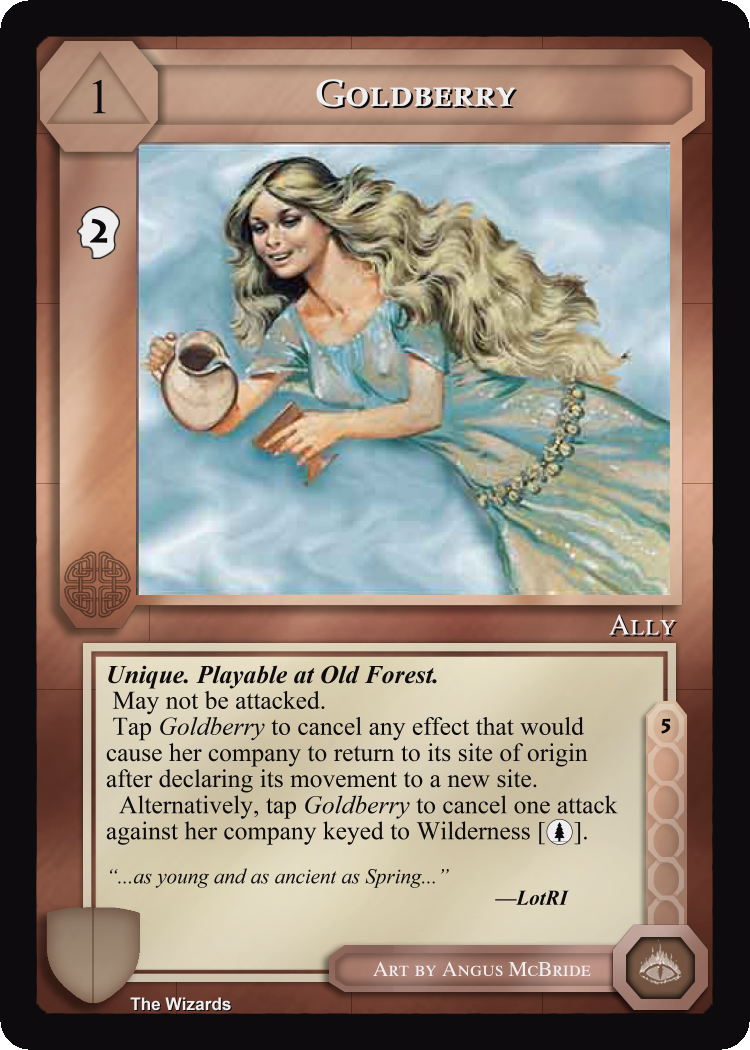 1
GOLDBERRY
2
ALLY
Unique. Playable at Old Forest.
May not be attacked.
Tap Goldberry to cancel any effect that would
cause her company to return to its site of origin
after declaring its movement to a new site.
Alternatively, tap Goldberry to cancel one attack
against her company keyed to Wilderness [].
5
“...as young and as ancient as Spring...”
—LotRI
ART BY ANGUS MCBRIDE
The Wizards